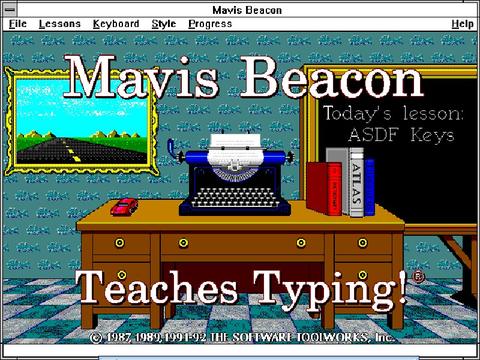 Mavis Beacon
File Lessons Keyboard Style Progress Help
Mavis Beacon
Today's lesson:
ASDF Keys
ATLAS
Teaches Typing!®
© 1987,1989,1991-92 THE SOFTWARE TOOLWORKS, Inc.